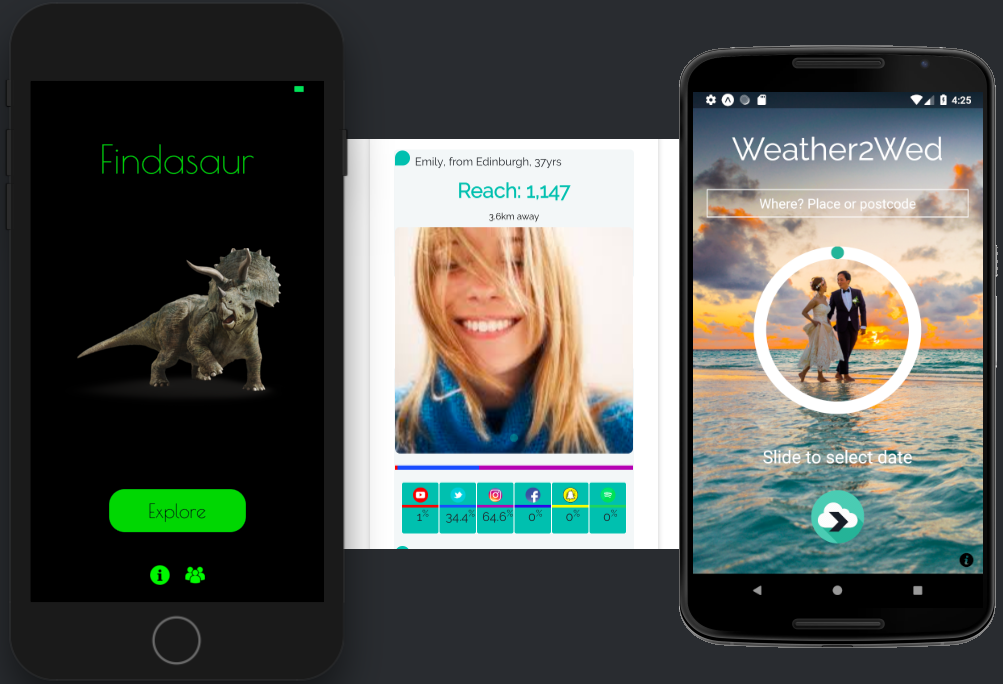 Findasaur
Explore
Emily, from Edinburgh, 37yrs
Reach: 1,147
3.6km away
1%
34.4%
64.6%
0%
0%
0%
4:25
Weather2Wed
Where? Place or postcode
Slide to select date